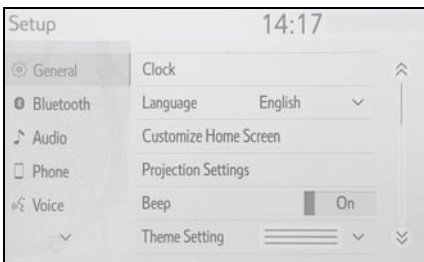 Setup 14:17
General
Bluetooth
Audio
Phone
Voice
Clock
Language English
Customize Home Screen
Projection Settings
Beep On
Theme Setting